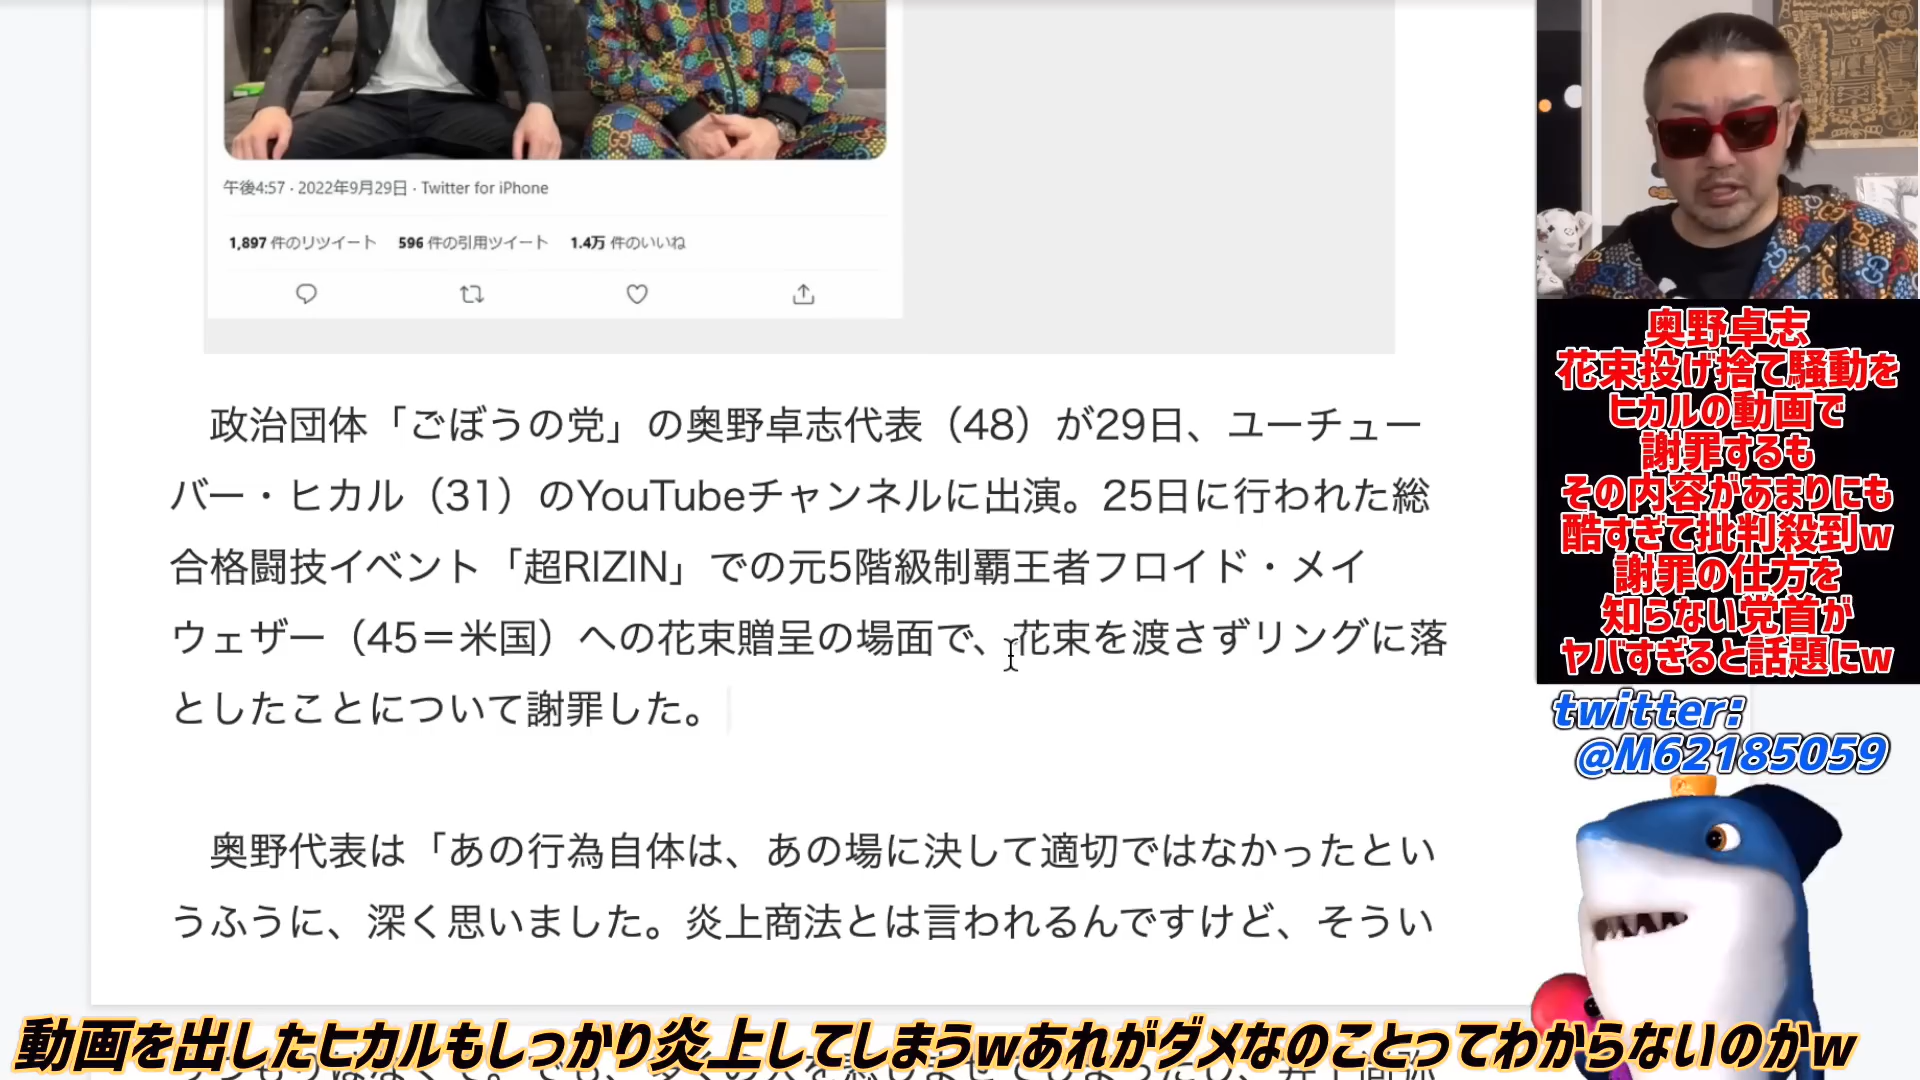 午後4:57 · 2022年9月29日 · Twitter for iPhone
1,897 件のリツイート 596 件の引用ツイート 1.4万 件のいいね
政治団体「ごぼうの党」の奥野卓志代表（48）が29日、ユーチュー
バー・ヒカル（31）のYouTubeチャンネルに出演。25日に行われた総
合格闘技イベント「超RIZIN」での元5階級制覇王者フロイド・メイ
ウェザー（45＝米国）への花束贈呈の場面で、花束を渡さずリングに落
としたことについて謝罪した。
奥野代表は「あの行為自体は、あの場に決して適切ではなかったとい
うふうに、深く思いました。炎上商法とは言われるんですけど、そうい
奥野卓志
花束投げ捨て騒動を
ヒカルの動画で
謝罪するも
その内容があまりにも
酷すぎて批判殺到w
謝罪の仕方を
知らない党首が
ヤバすぎると話題にw
twitter:
@M62185059
動画を出したヒカルもしっかり炎上してしまうwあれがダメなのことってわからないのかw